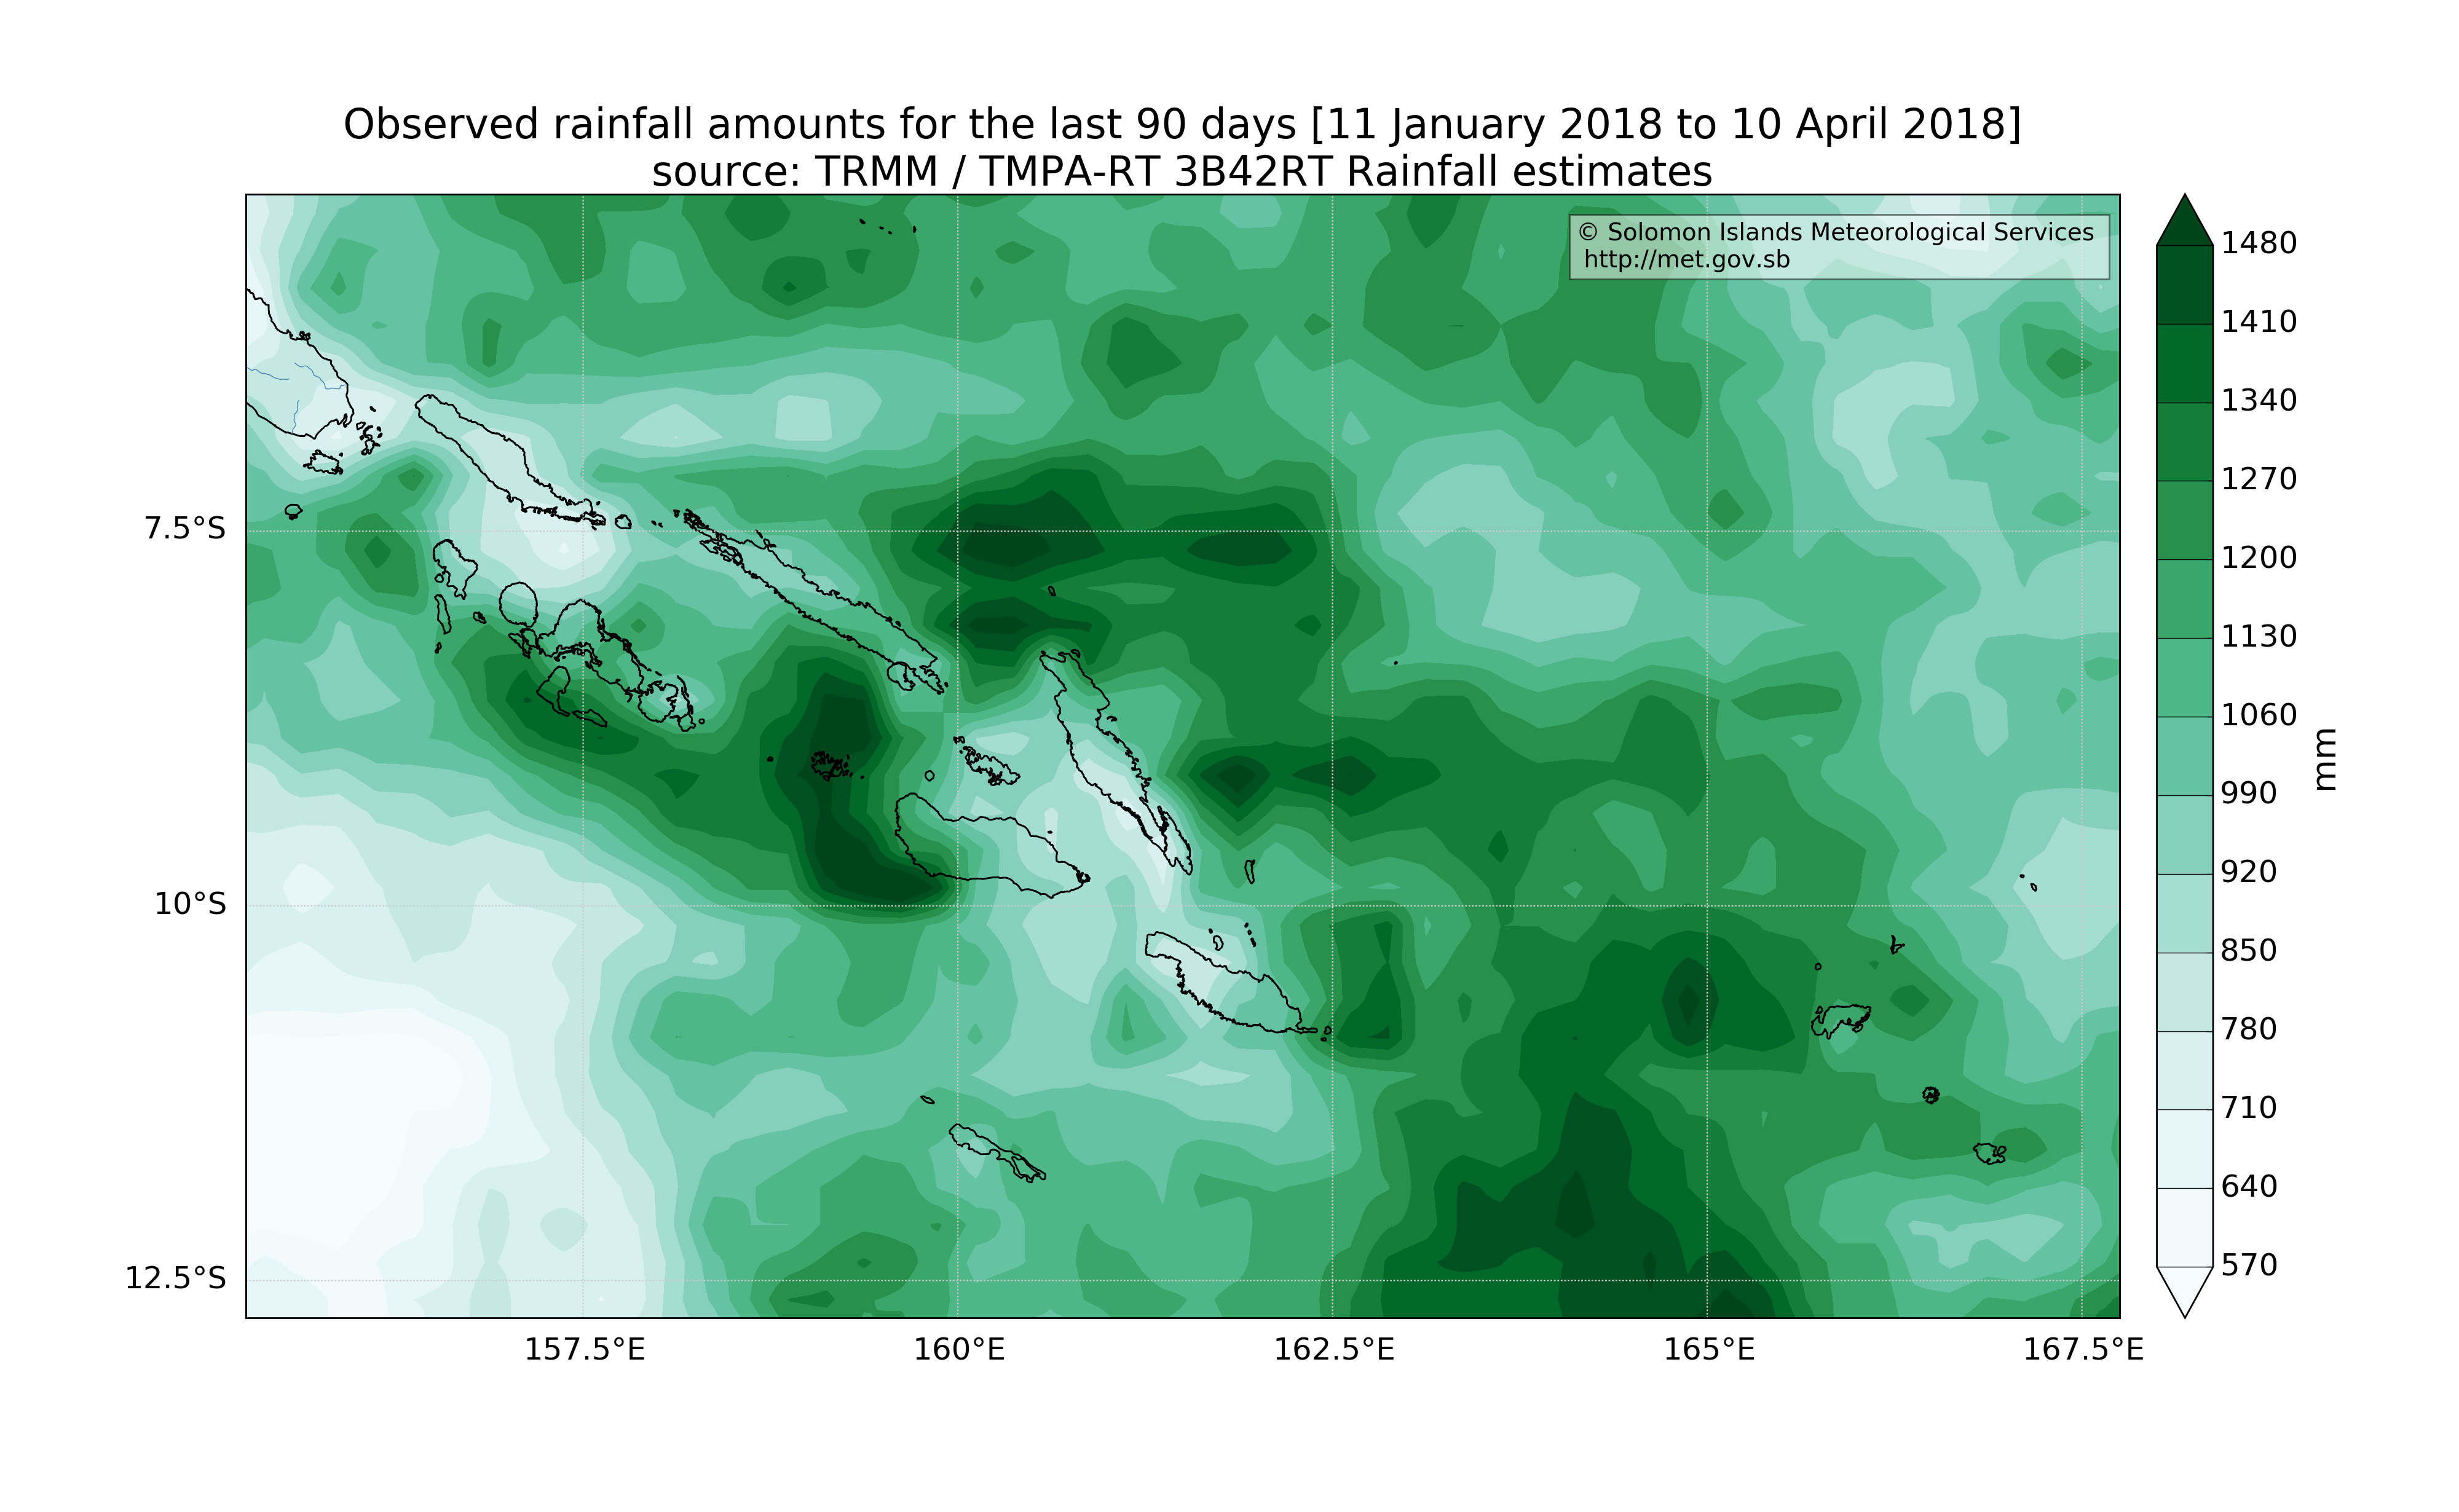 Observed rainfall amounts for the last 90 days [11 January 2018 to 10 April 2018]
source: TRMM / TMPA-RT 3B42RT Rainfall estimates
© Solomon Islands Meteorological Services
http://met.gov.sb
7.5°S
10°S
12.5°S
157.5°E
160°E
162.5°E
165°E
167.5°E
1480
1410
1340
1270
1200
1130
1060
990
920
850
780
710
640
570
mm